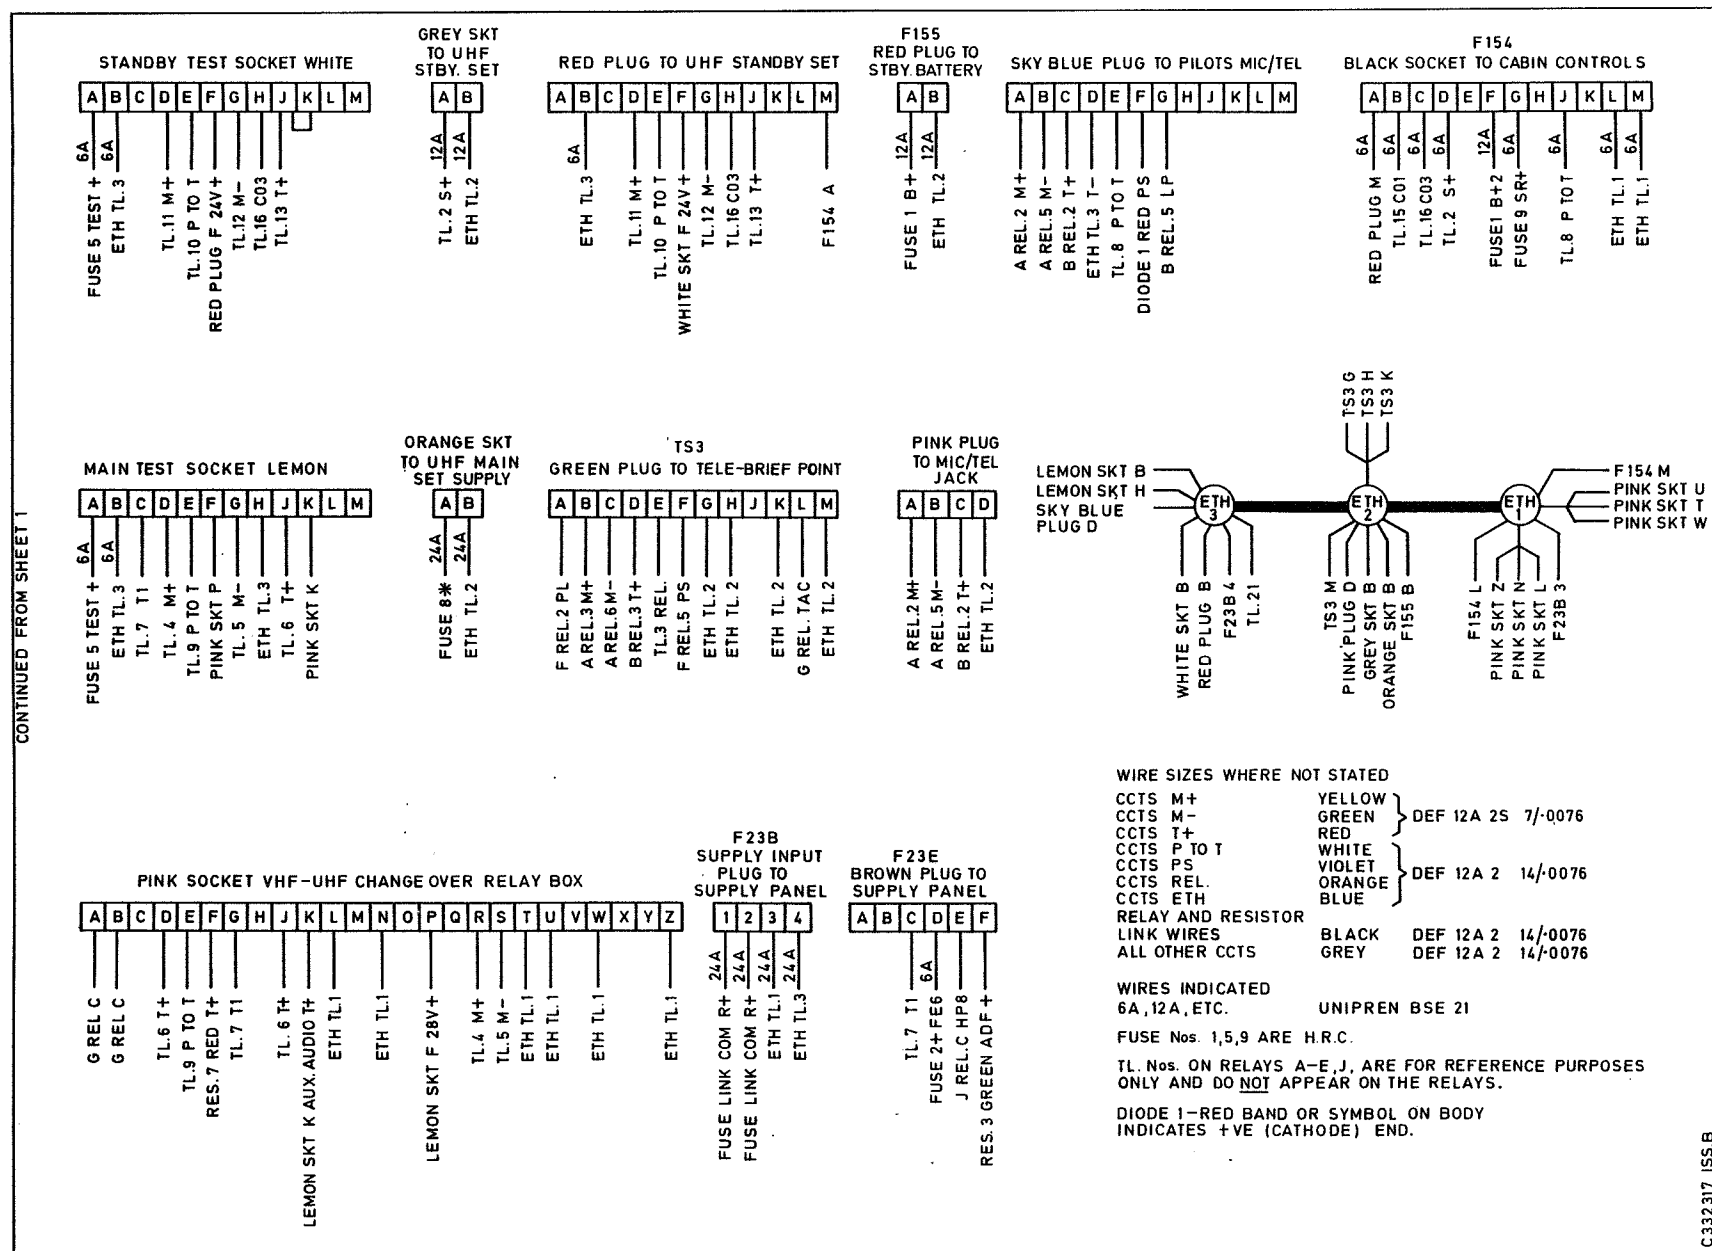 CONTINUED FROM SHEET 1
STANDBY TEST SOCKET WHITE
A B C D E F G H J K L M
6A
6A
FUSE 5 TEST +
ETH TL.3
TL.11 M+
TL.10 P TO T
RED PLUG F 24V+
TL.12 M-
TL.16 C03
TL.13 T+
GREY SKT
TO UHF
STBY. SET
A B
12A
12A
TL.2 S+
ETH TL.2
RED PLUG TO UHF STANDBY SET
A B C D E F G H J K L M
6A
ETH TL.3
TL.11 M+
TL.10 P TO T
WHITE SKT F 24V+
TL.12 M-
TL.16 C03
TL.13 T+
F154 A
F155
RED PLUG TO
STBY. BATTERY
A B
12A
12A
FUSE 1 B+
ETH TL.2
SKY BLUE PLUG TO PILOTS MIC/TEL
A B C D E F G H J K L M
A REL.2 M+
A REL.5 M-
B REL.2 T+
ETH TL.3 T-
TL.8 P TO T
DIODE 1 RED PS
B REL.5 LP
F154
BLACK SOCKET TO CABIN CONTROLS
A B C D E F G H J K L M
6A
6A
6A
6A
12A
6A
6A
6A
6A
RED PLUG M
TL.15 C01
TL.16 C03
TL.2 S+
FUSE1 B+2
FUSE 9 SR+
TL.8 P TO T
ETH TL.1
ETH TL.1
MAIN TEST SOCKET LEMON
A B C D E F G H J K L M
6A
6A
FUSE 5 TEST +
ETH TL.3
TL.7 T1
TL.4 M+
TL.9 P TO T
PINK SKT P
TL.5 M-
ETH TL.3
TL.6 T+
PINK SKT K
ORANGE SKT
TO UHF MAIN
SET SUPPLY
A B
24A
24A
FUSE 8*
ETH TL.2
TS3
GREEN PLUG TO TELE-BRIEF POINT
A B C D E F G H J K L M
F REL.2 PL
A REL.3 M+
A REL.6 M-
B REL.3 T+
TL.3 REL.
F REL.5 PS
ETH TL.2
ETH TL.2
ETH TL.2
G REL. TAC
ETH TL.2
PINK PLUG
TO MIC/TEL
JACK
A B C D
A REL.2 M+
A REL.5 M-
B REL.2 T+
ETH TL.2
TS3 G
TS3 H
TS3 K
LEMON SKT B
LEMON SKT H
SKY BLUE
PLUG D
ETH
3
ETH
2
ETH
1
F154 M
PINK SKT U
PINK SKT T
PINK SKT W
WHITE SKT B
RED PLUG B
F23B 4
TL.21
TS3 M
PINK PLUG D
GREY SKT B
ORANGE SKT B
F155 B
F154 L
PINK SKT Z
PINK SKT N
PINK SKT L
F23B 3
PINK SOCKET VHF-UHF CHANGE OVER RELAY BOX
A B C D E F G H J K L M N O P Q R S T U V W X Y Z
G REL C
G REL C
TL.6 T+
TL.9 P TO T
RES.7 RED T+
TL.7 T1
TL.6 T+
LEMON SKT K AUX. AUDIO T+
ETH TL.1
ETH TL.1
LEMON SKT F 28V+
TL.4 M+
TL.5 M-
ETH TL.1
ETH TL.1
ETH TL.1
ETH TL.1
F23B
SUPPLY INPUT
PLUG TO
SUPPLY PANEL
1 2 3 4
24A
24A
24A
24A
FUSE LINK COM R+
FUSE LINK COM R+
ETH TL.1
ETH TL.3
F23E
BROWN PLUG TO
SUPPLY PANEL
A B C D E F
6A
TL.7 T1
FUSE 2+FE6
J REL.C HP8
RES.3 GREEN ADF+
WIRE SIZES WHERE NOT STATED
CCTS M+ YELLOW
CCTS M- GREEN DEF 12A 2S 7/·0076
CCTS T+ RED
CCTS P TO T WHITE
CCTS PS VIOLET
CCTS REL. ORANGE DEF 12A 2 14/·0076
CCTS ETH BLUE
RELAY AND RESISTOR
LINK WIRES BLACK DEF 12A 2 14/·0076
ALL OTHER CCTS GREY DEF 12A 2 14/·0076
WIRES INDICATED
6A,12A,ETC. UNIPREN BSE 21
FUSE Nos. 1,5,9 ARE H.R.C.
TL. Nos. ON RELAYS A-E,J, ARE FOR REFERENCE PURPOSES
ONLY AND DO NOT APPEAR ON THE RELAYS.
DIODE 1-RED BAND OR SYMBOL ON BODY
INDICATES +VE (CATHODE) END.
C332317 ISS.B